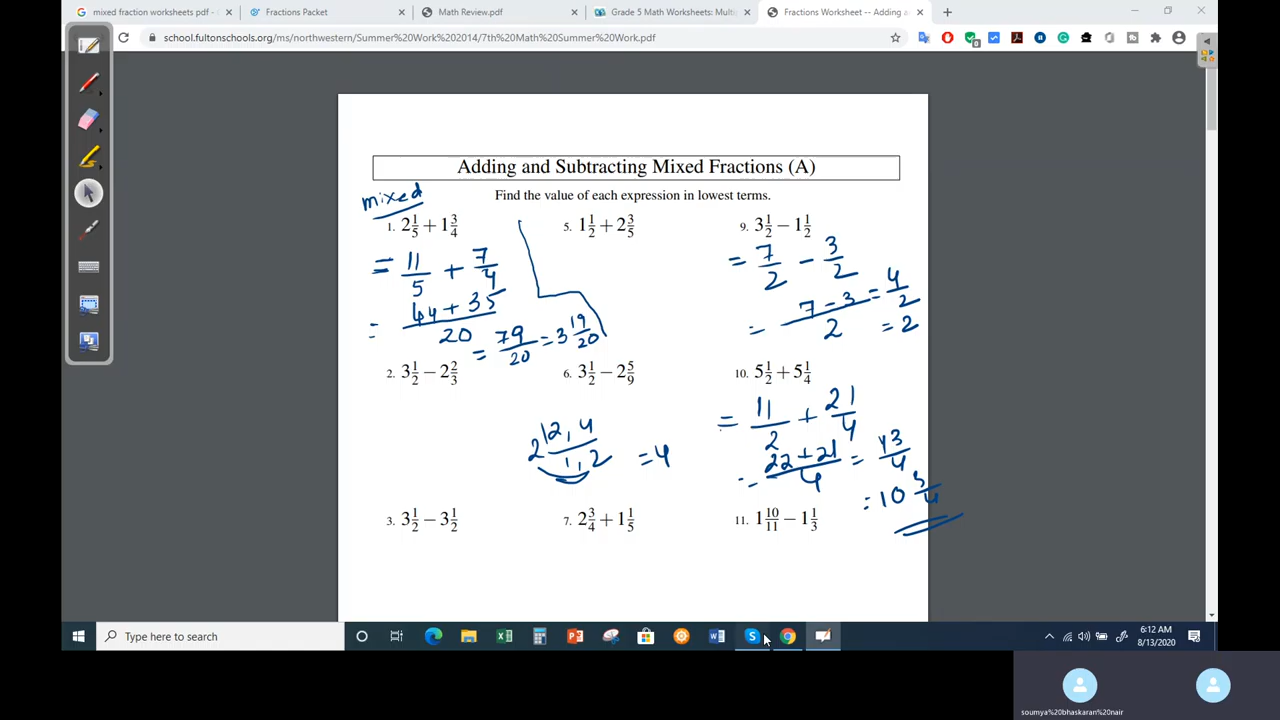 mixed fraction worksheets pdf - G
Fractions Packet
Math Review.pdf
Grade 5 Math Worksheets: Multip
Fractions Worksheet -- Adding a
school.fultonschools.org/ms/northwestern/Summer%20Work%202014/7th%20Math%20Summer%20Work.pdf
Adding and Subtracting Mixed Fractions (A)
mixed
Find the value of each expression in lowest terms.
1. 2 1/5 + 1 3/4
= 11/5 + 7/4
= 44 + 35 / 20
= 79/20 = 3 19/20
5. 1 1/2 + 2 3/5
9. 3 1/2 − 1 1/2
= 7/2 - 3/2
= 7 - 3 / 2 = 4/2
= 2
2. 3 1/2 − 2 2/3
6. 3 1/2 − 2 5/9
2 | 2, 4
1, 2 = 4
10. 5 1/2 + 5 1/4
= 11/2 + 21/4
= 22 + 21 / 4 = 43/4
= 10 3/4
3. 3 1/2 − 3 1/2
7. 2 3/4 + 1 1/5
11. 1 10/11 − 1 1/3
Type here to search
6:12 AM
8/13/2020
soumya%20bhaskaran%20nair